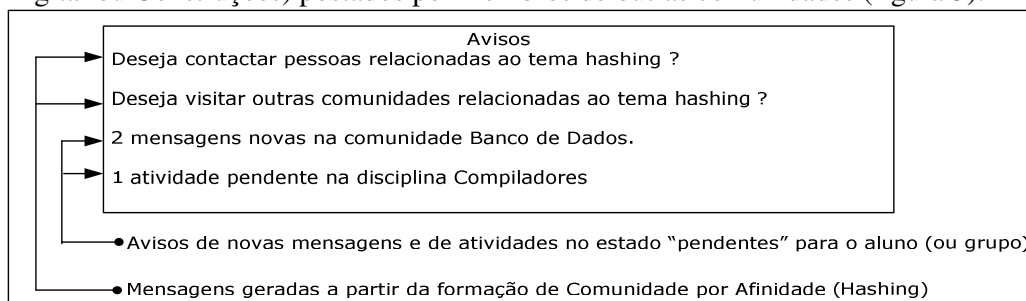 Avisos
Deseja contactar pessoas relacionadas ao tema hashing ?
Deseja visitar outras comunidades relacionadas ao tema hashing ?
2 mensagens novas na comunidade Banco de Dados.
1 atividade pendente na disciplina Compiladores
Avisos de novas mensagens e de atividades no estado “pendentes” para o aluno (ou grupo)
Mensagens geradas a partir da formação de Comunidade por Afinidade (Hashing)